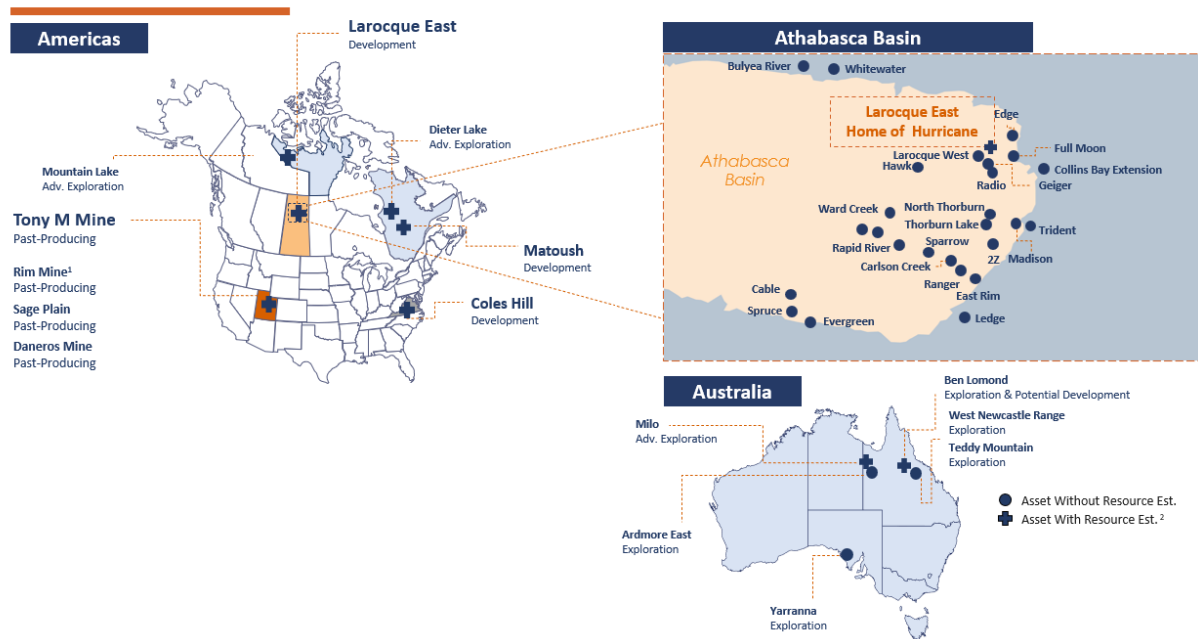 Americas
Larocque East
Development
Dieter Lake
Adv. Exploration
Mountain Lake
Adv. Exploration
Tony M Mine
Past-Producing
Rim Mine¹
Past-Producing
Sage Plain
Past-Producing
Daneros Mine
Past-Producing
Matoush
Development
Coles Hill
Development
Athabasca Basin
Bulyea River
Whitewater
Larocque East
Home of Hurricane
Edge
Athabasca
Basin
Larocque West
Full Moon
Hawk
Collins Bay Extension
Radio
Geiger
Ward Creek
North Thorburn
Thorburn Lake
Trident
Rapid River
Sparrow
2Z
Madison
Carlson Creek
Ranger
East Rim
Cable
Spruce
Evergreen
Ledge
Australia
Ben Lomond
Exploration & Potential Development
West Newcastle Range
Exploration
Teddy Mountain
Exploration
Milo
Adv. Exploration
Ardmore East
Exploration
Yarranna
Exploration
Asset Without Resource Est.
Asset With Resource Est. ²